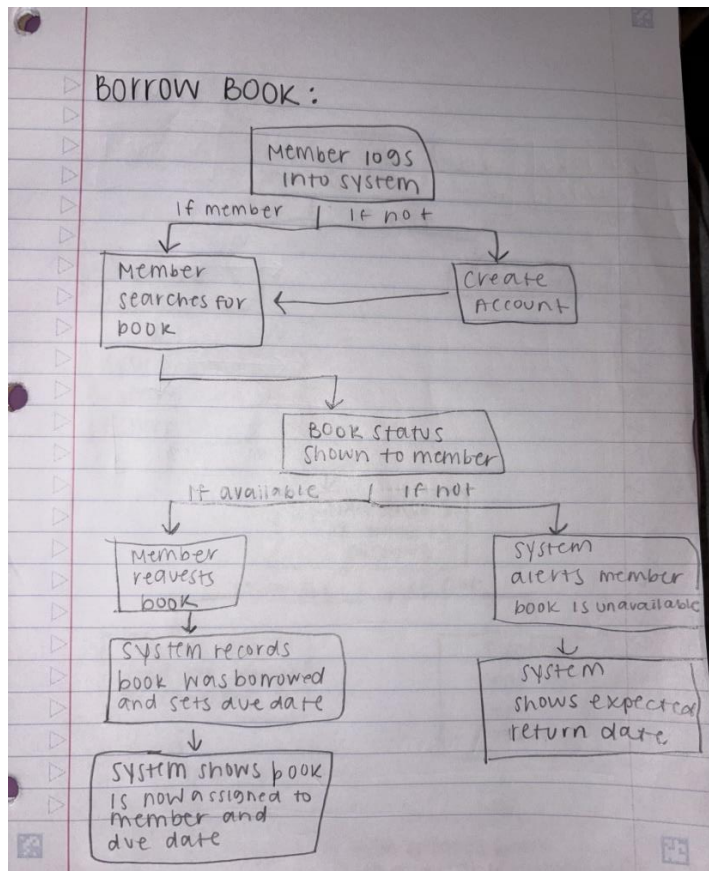 Borrow Book:
Member logs
into system
If member
If not
Member
searches for
book
Create
Account
Book status
shown to member
If available
If not
Member
requests
book
system
alerts member
book is unavailable
system records
book was borrowed
and sets due date
system
shows expected
return date
system shows book
is now assigned to
member and
due date